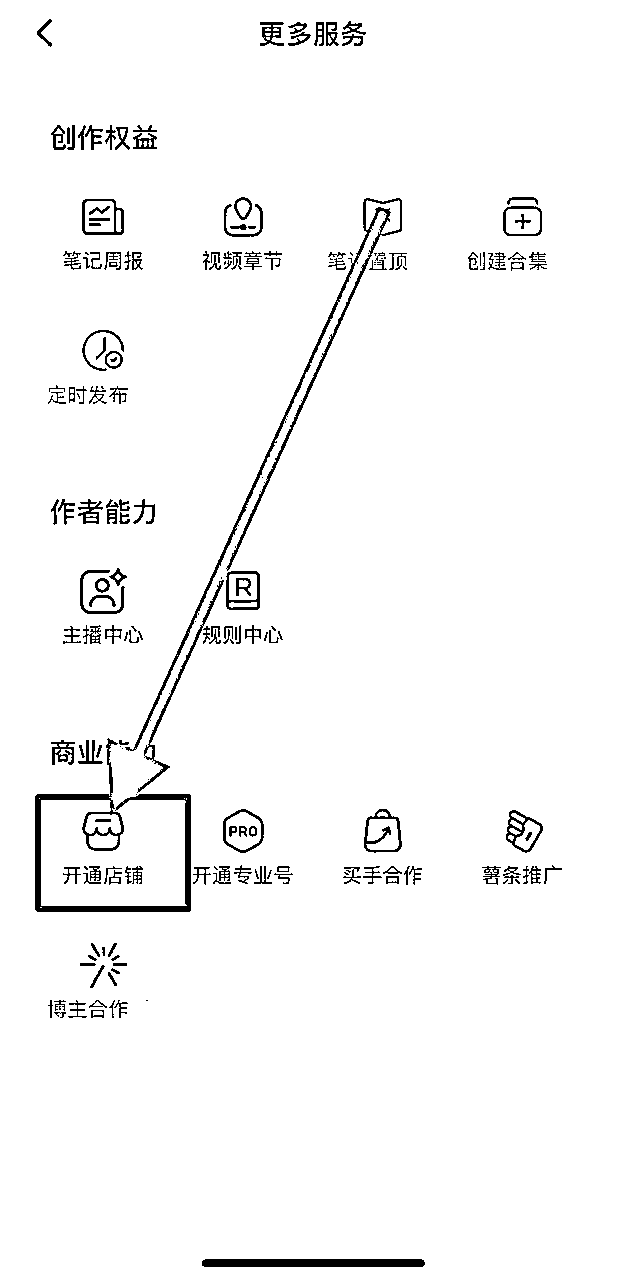 更多服务
创作权益
笔记周报 视频章节 笔记置顶 创建合集
定时发布
作者能力
主播中心 R 规则中心
商业
开通店铺 PRO 开通专业号 买手合作 薯条推广
博主合作